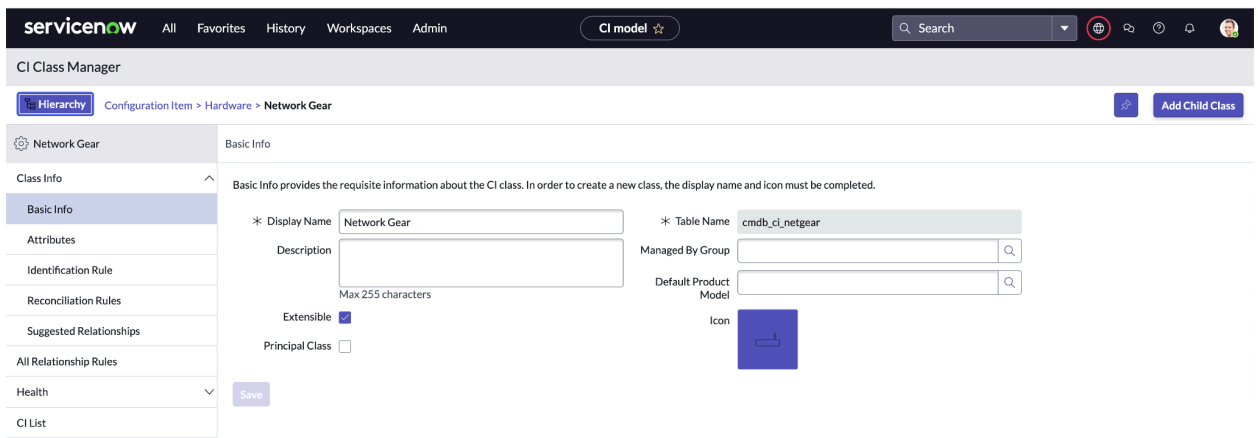 servicenow All Favorites History Workspaces Admin CI model Search
CI Class Manager
Hierarchy Configuration Item > Hardware > Network Gear Add Child Class
Network Gear
Class Info
Basic Info
Attributes
Identification Rule
Reconciliation Rules
Suggested Relationships
All Relationship Rules
Health
CI List
Basic Info
Basic Info provides the requisite information about the CI class. In order to create a new class, the display name and icon must be completed.
Display Name Network Gear
Description
Max 255 characters
Extensible
Principal Class
Table Name cmdb_ci_netgear
Managed By Group
Default Product
Model
Icon
Save